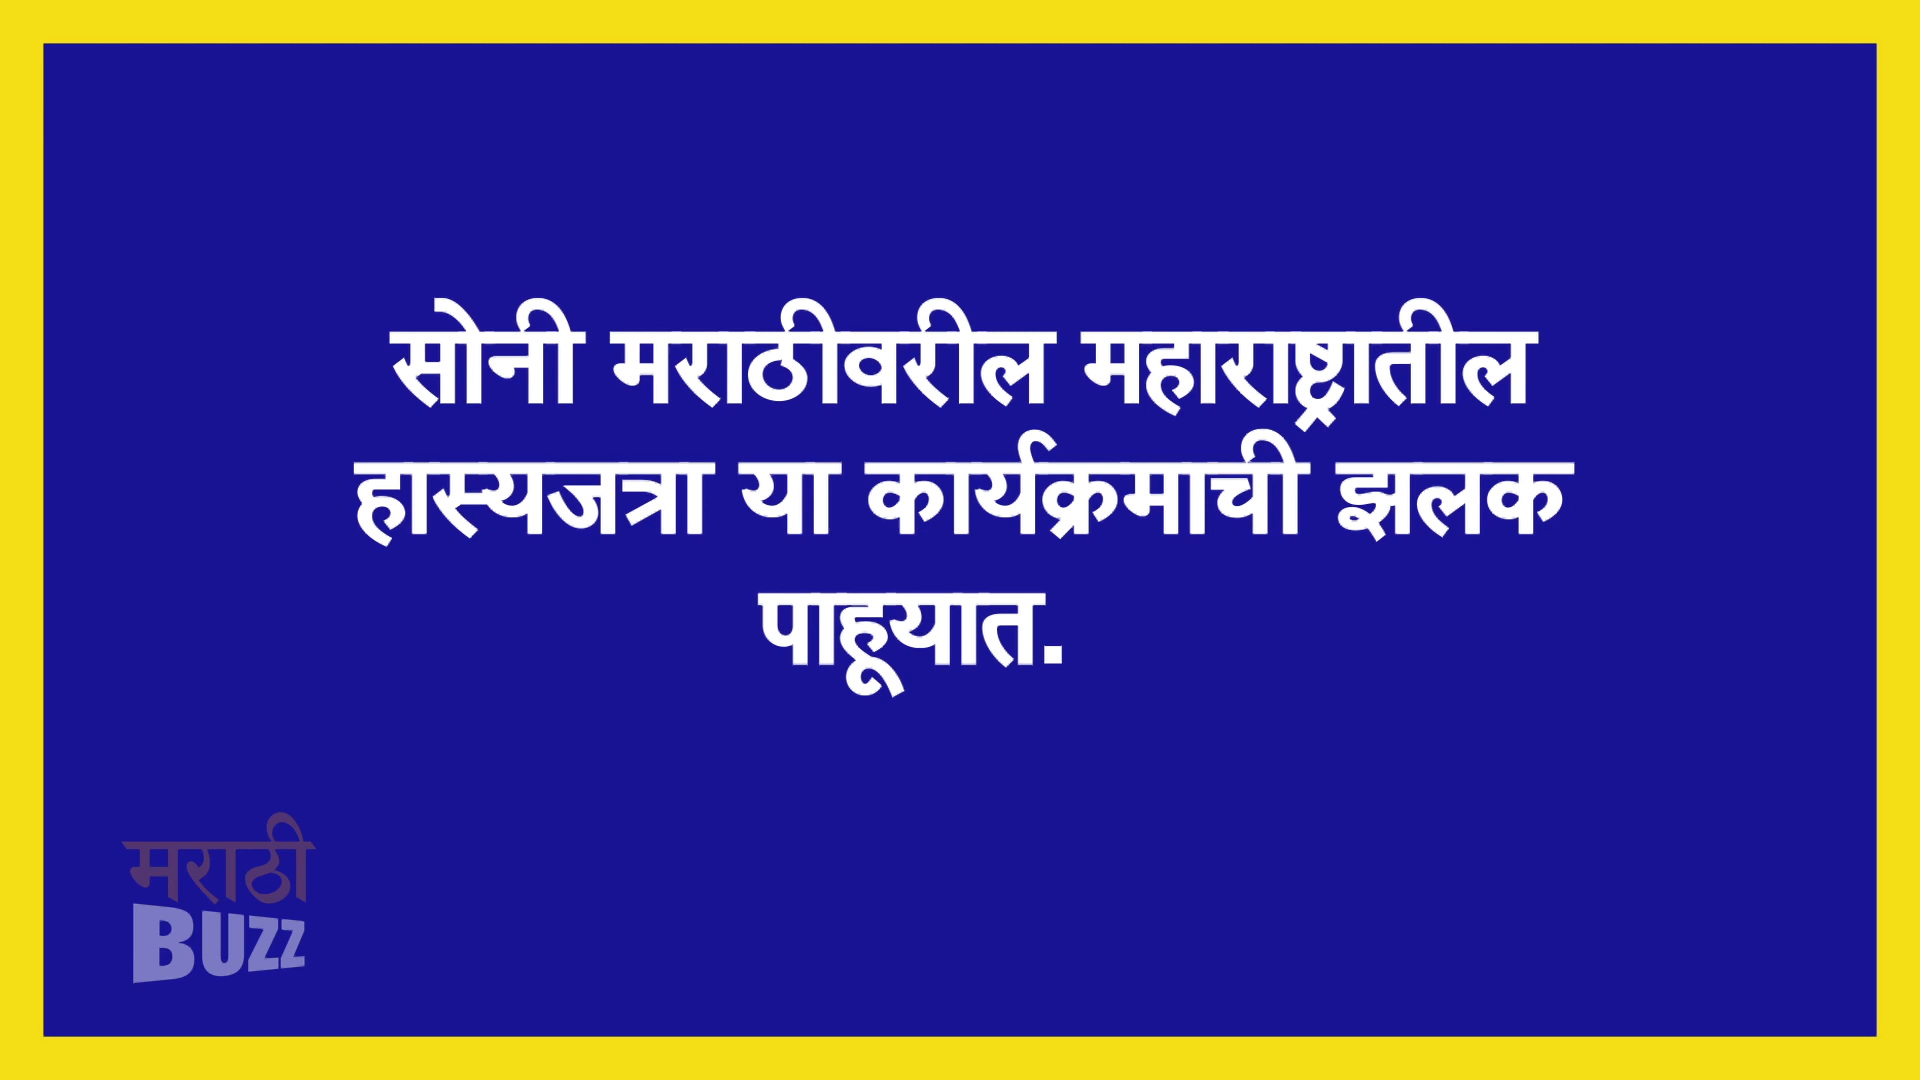 सोनी मराठीवरील महाराष्ट्रातील
हास्यजत्रा या कार्यक्रमाची झलक
पाहूयात.
मराठी
BUZZ